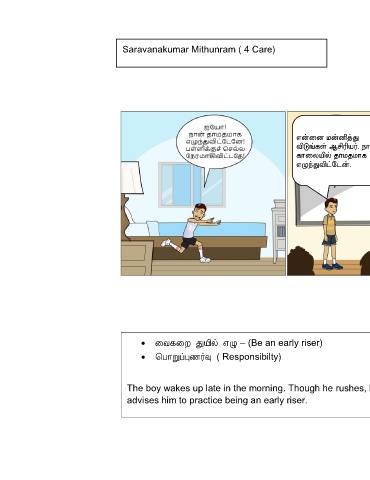 Saravanakumar Mithunram ( 4 Care)
ஐயோ!
நான் தாமதமாக
எழுந்துவிட்டேனே!
பள்ளிக்குச் செல்ல
நேரமாகிவிட்டதே!
என்னை மன்னித்து
விடுங்கள் ஆசிரியர். நா
காலையில் தாமதமாக
எழுந்துவிட்டேன்.
• வைகறை துயில் எழு – (Be an early riser)
• பொறுப்புணர்வு ( Responsibilty)
The boy wakes up late in the morning. Though he rushes,
advises him to practice being an early riser.